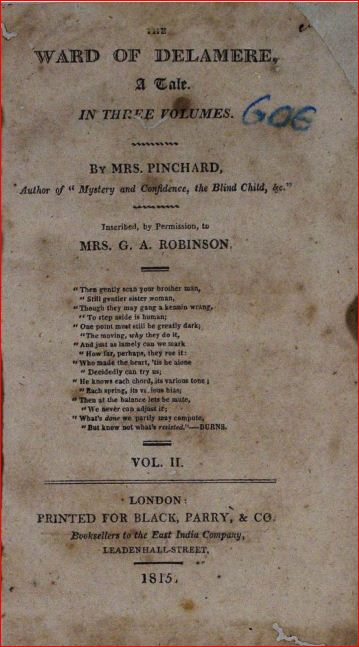 THE
WARD OF DELAMERE,
A Tale.
IN THREE VOLUMES.
BY MRS. PINCHARD,
Author of "Mystery and Confidence, the Blind Child, &c."
Inscribed, by Permission, to
MRS. G. A. ROBINSON.
"Then gently scan your brother man,
"Still gentler sister woman,
"Though they may gang a kennin wrang,
"To step aside is human;
"One point must still be greatly dark;
"The moving, why they do it,
"And just as lamely can we mark
"How far, perhaps, they rue it:
"Who made the heart, 'tis he alone
"Decidedly can try us;
"He knows each chord, its various tone;
"Each spring, its various bias;
"Then at the balance lets be mute,
"We never can adjust it;
"What's done we partly may compute,
"But know not what's resisted."—BURNS.
VOL. II.
LONDON:
PRINTED FOR BLACK, PARRY, & CO.
Booksellers to the East India Company,
LEADENHALL-STREET,
1815.